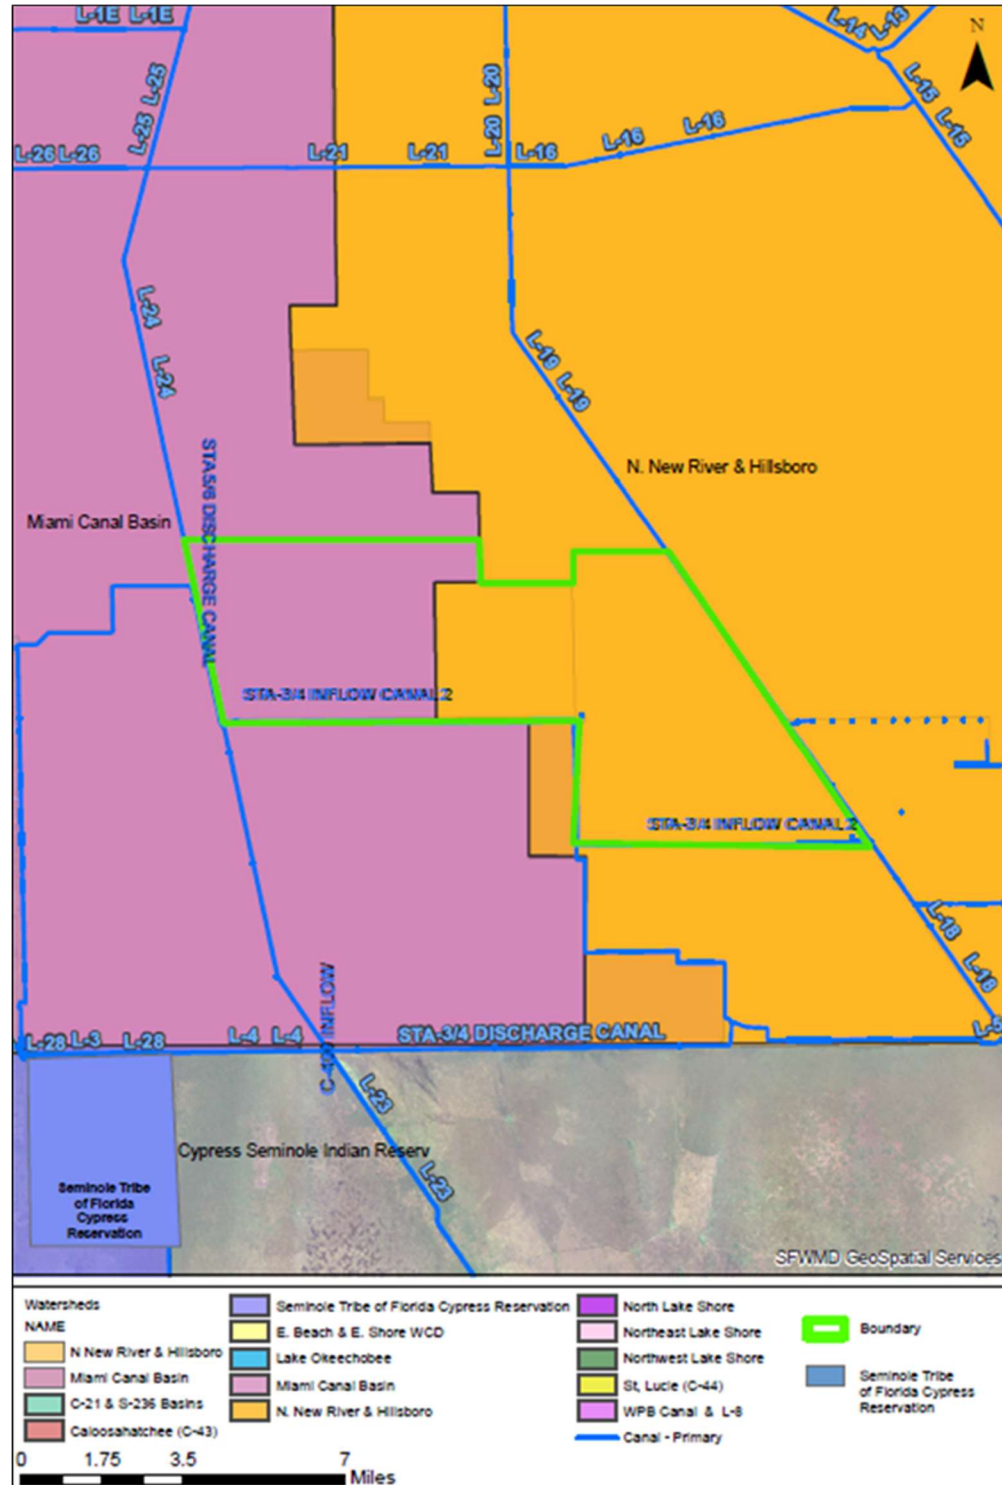 L-1E L-1E
L-14
L-13
N
L-25
L-25
L-20
L-20
L-15
L-15
L-26 L-26
L-21
L-21
L-16
L-16
L-16
L-24
L-24
L-19
L-19
N. New River & Hillsboro
Miami Canal Basin
STA 5/6 DISCHARGE CANAL
STA-3/4 INFLOW CANAL 2
STA-3/4 INFLOW CANAL 2
L-18
L-18
L-5
L-28
L-3
L-28
L-4
L-4
C-400 INFLOW
STA-3/4 DISCHARGE CANAL
L-23
L-23
Cypress Seminole Indian Reserv
Seminole Tribe
of Florida
Cypress
Reservation
SFWMD GeoSpatial Services
Watersheds
NAME
N New River & Hillsboro
Miami Canal Basin
C-21 & S-236 Basins
Caloosahatchee (C-43)
Seminole Tribe of Florida Cypress Reservation
E. Beach & E. Shore WCD
Lake Okeechobee
Miami Canal Basin
N. New River & Hillsboro
North Lake Shore
Northeast Lake Shore
Northwest Lake Shore
St, Lucie (C-44)
WPB Canal & L-8
Canal - Primary
Boundary
Seminole Tribe
of Florida Cypress
Reservation
0 1.75 3.5 7
Miles